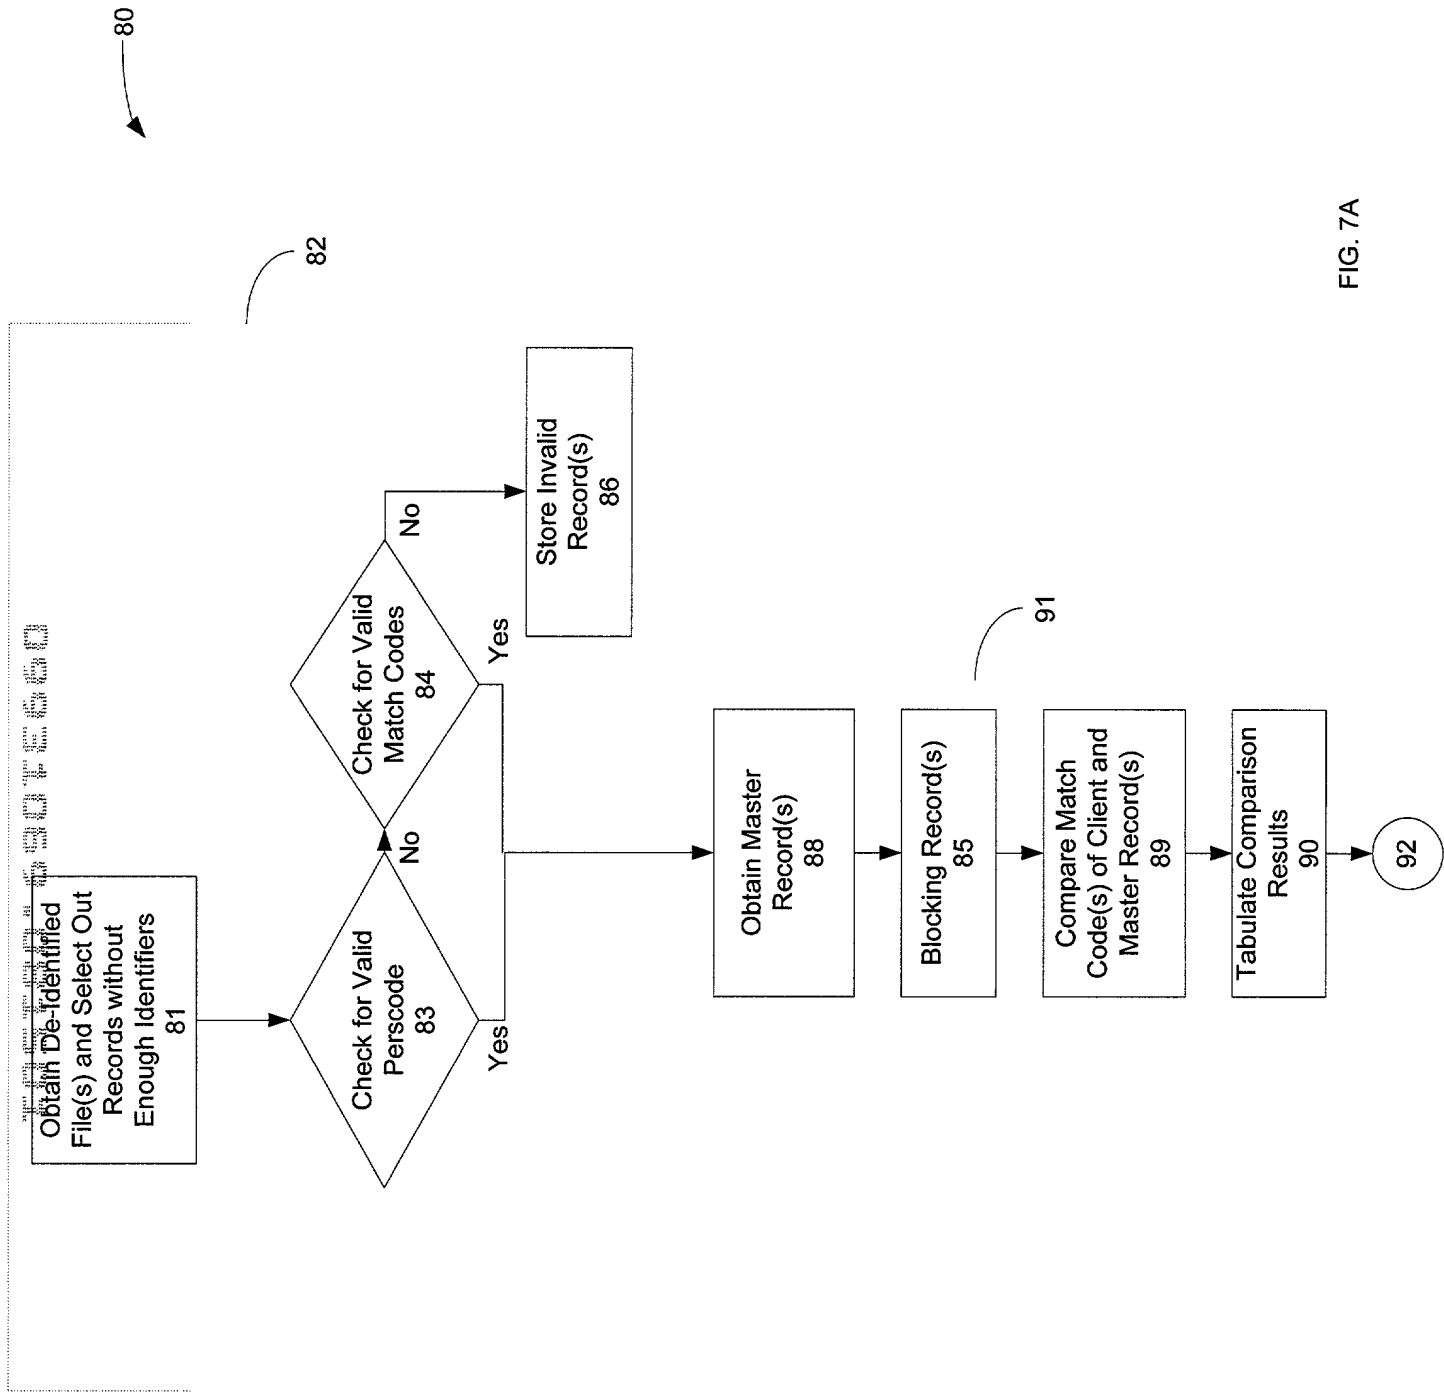 80
82
Obtain De-Identified
File(s) and Select Out
Records without
Enough Identifiers
81
Check for Valid
Perscode
83
No
Yes
Check for Valid
Match Codes
84
No
Yes
Store Invalid
Record(s)
86
Obtain Master
Record(s)
88
Blocking Record(s)
85
91
Compare Match
Code(s) of Client and
Master Record(s)
89
Tabulate Comparison
Results
90
92
FIG. 7A